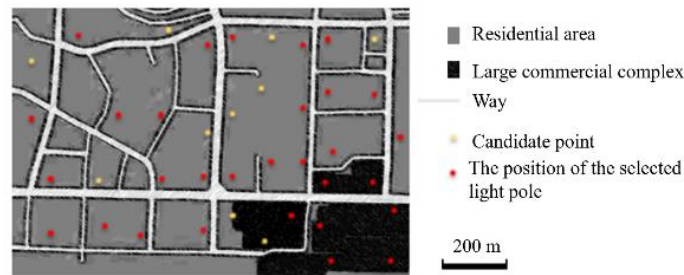 Residential area
Large commercial complex
Way
Candidate point
The position of the selected
light pole
200 m